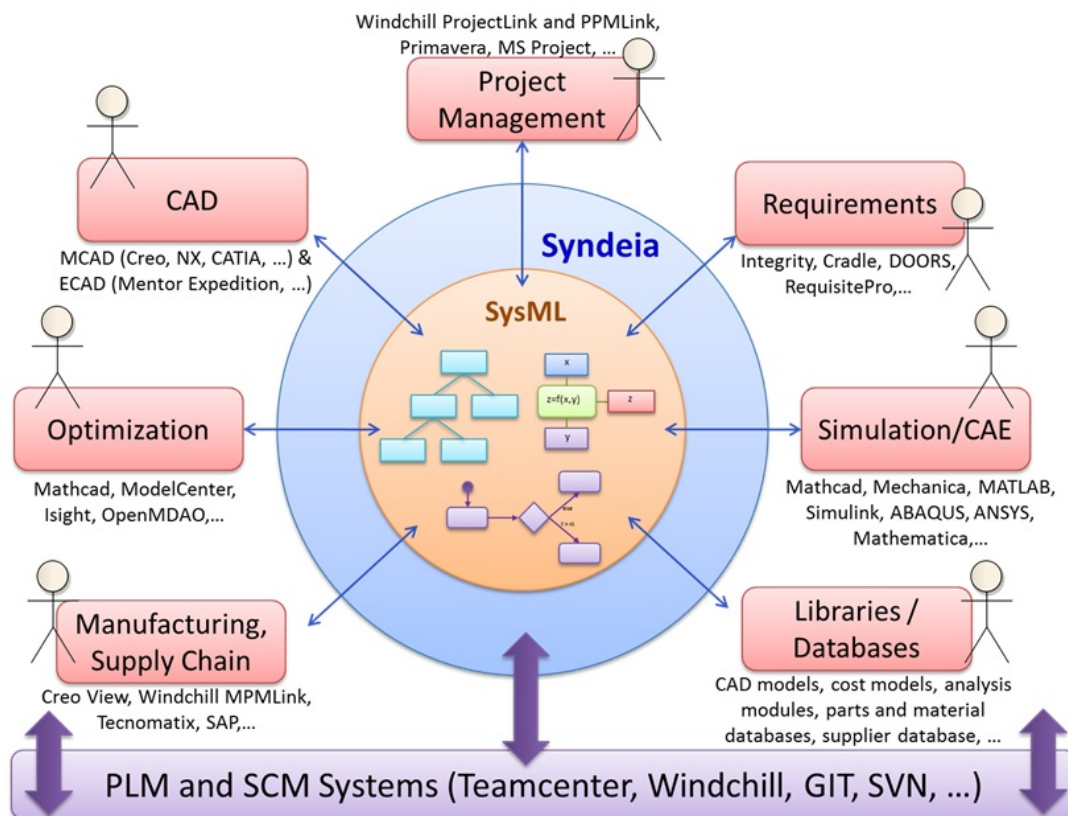 Windchill ProjectLink and PPMLink,
Primavera, MS Project, ...
Project
Management
CAD
MCAD (Creo, NX, CATIA, ...) &
ECAD (Mentor Expedition, ...)
Requirements
Integrity, Cradle, DOORS,
RequisitePro,...
Syndeia
SysML
x
z=f(x,y)
z
y
Optimization
Mathcad, ModelCenter,
Isight, OpenMDAO,...
Simulation/CAE
Mathcad, Mechanica, MATLAB,
Simulink, ABAQUS, ANSYS,
Mathematica,...
Manufacturing,
Supply Chain
Creo View, Windchill MPMLink,
Tecnomatix, SAP,...
Libraries /
Databases
CAD models, cost models, analysis
modules, parts and material
databases, supplier database, ...
PLM and SCM Systems (Teamcenter, Windchill, GIT, SVN, ...)